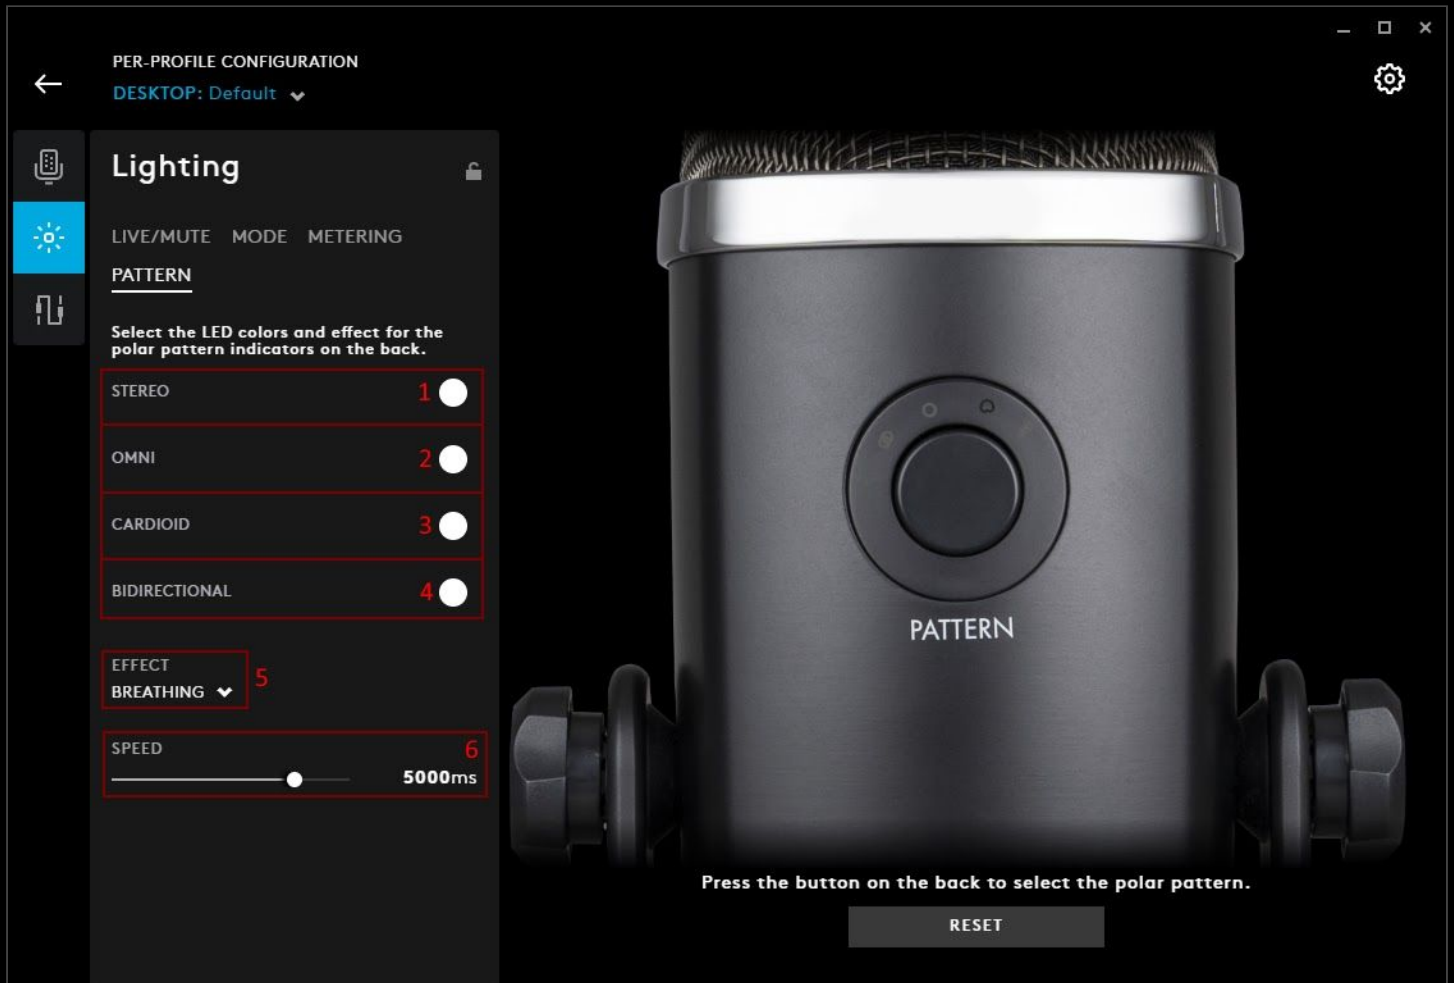 PER-PROFILE CONFIGURATION
DESKTOP: Default
Lighting
LIVE/MUTE MODE METERING
PATTERN
Select the LED colors and effect for the
polar pattern indicators on the back.
STEREO 1
OMNI 2
CARDIOID 3
BIDIRECTIONAL 4
EFFECT
BREATHING
5
SPEED 6
5000ms
PATTERN
Press the button on the back to select the polar pattern.
RESET